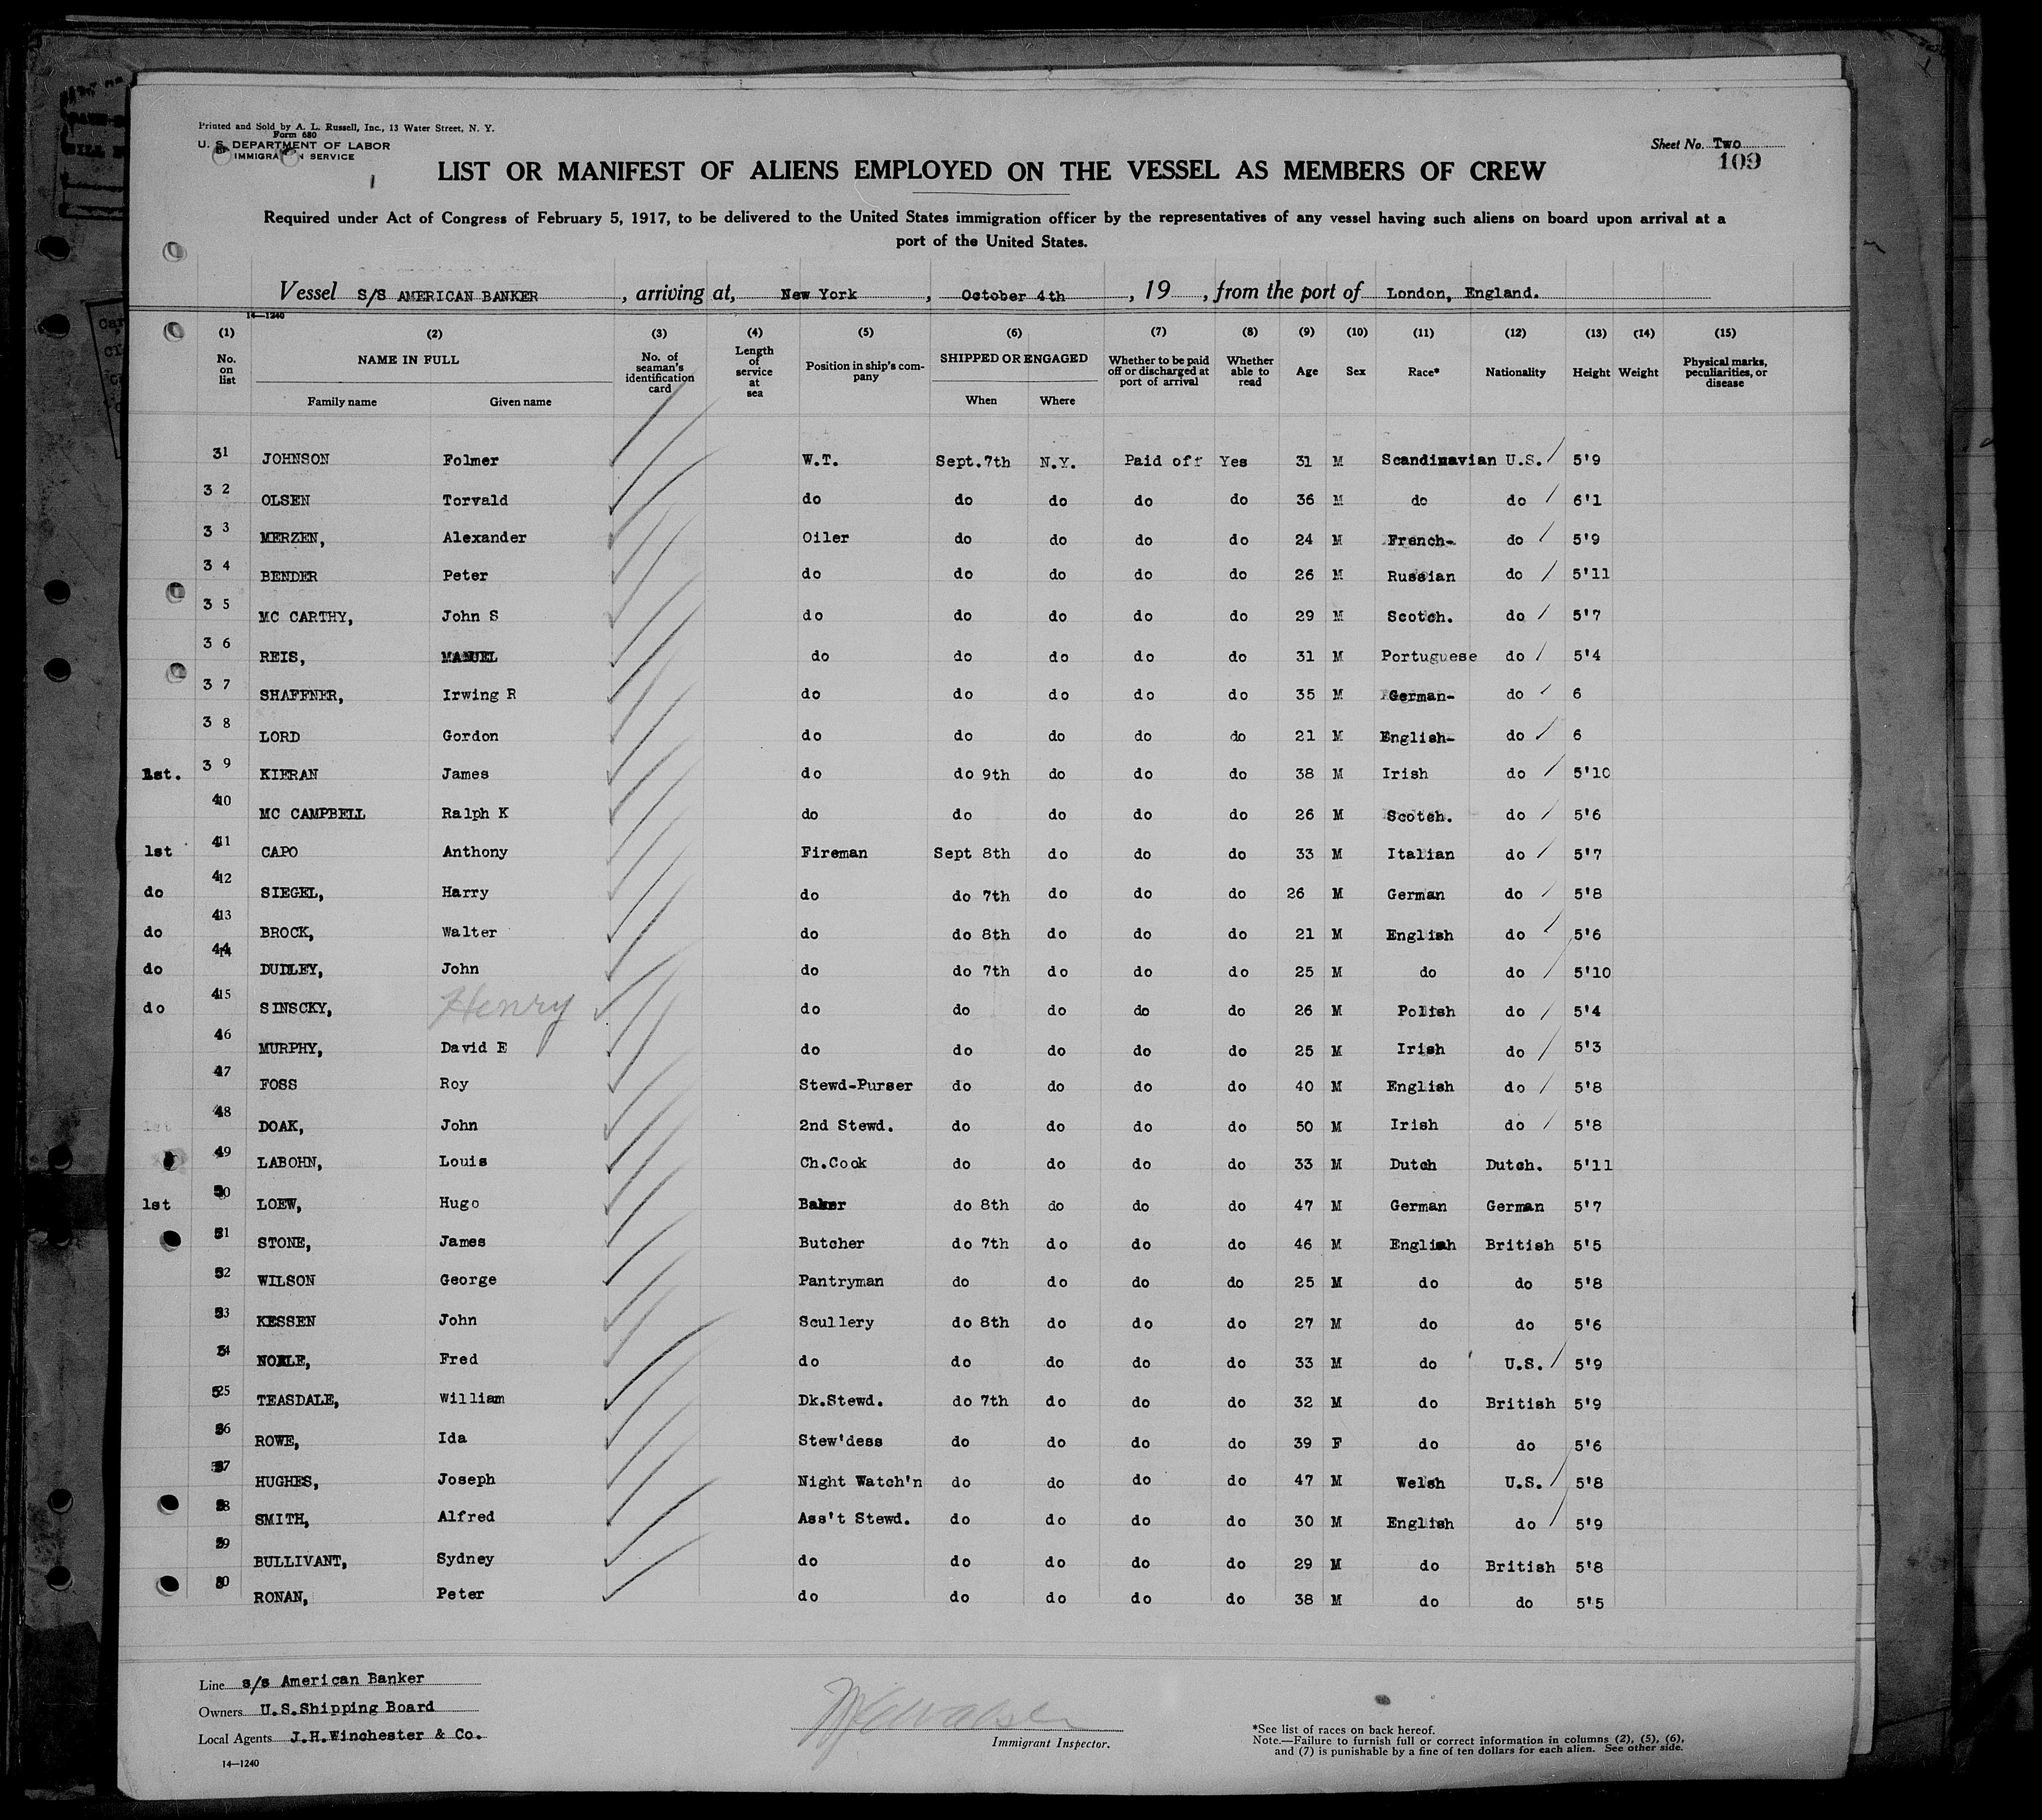 Printed and Sold by A. L. Russell, Inc., 13 Water Street, N. Y.
Form 680
U. S. DEPARTMENT OF LABOR
IMMIGRATION SERVICE
Sheet No. Two
109
LIST OR MANIFEST OF ALIENS EMPLOYED ON THE VESSEL AS MEMBERS OF CREW
Required under Act of Congress of February 5, 1917, to be delivered to the United States immigration officer by the representatives of any vessel having such aliens on board upon arrival at a
port of the United States.
Vessel S/S AMERICAN BANKER, arriving at, New York, October 4th, 19, from the port of London, England.
14—1240
(1) (2) (3) (4) (5) (6) (7) (8) (9) (10) (11) (12) (13) (14) (15)
No. on list NAME IN FULL No. of seaman's identification card Length of service at sea Position in ship's company SHIPPED OR ENGAGED Whether to be paid off or discharged at port of arrival Whether able to read Age Sex Race* Nationality Height Weight Physical marks, peculiarities, or disease
Family name Given name When Where
31 JOHNSON Folmer W.T. Sept.7th N.Y. Paid off Yes 31 M Scandinavian U.S. 5'9
32 OLSEN Torvald do do do do do 36 M do do 6'1
33 MERZEN, Alexander Oiler do do do do 24 M French- do 5'9
34 BENDER Peter do do do do do 26 M Russian do 5'11
35 MC CARTHY, John S do do do do do 29 M Scotch. do 5'7
36 REIS, MANUEL do do do do do 31 M Portuguese do 5'4
37 SHAFFNER, Irwing R do do do do do 35 M German- do 6
38 LORD Gordon do do do do do 21 M English- do 6
1st. 39 KIERAN James do do 9th do do do 38 M Irish do 5'10
40 MC CAMPBELL Ralph K do do do do do 26 M Scotch. do 5'6
1st 41 CAPO Anthony Fireman Sept 8th do do do 33 M Italian do 5'7
do 42 SIEGEL, Harry do do 7th do do do 26 M German do 5'8
do 43 BROCK, Walter do do 8th do do do 21 M English do 5'6
do 44 DUDLEY, John do do 7th do do do 25 M do do 5'10
do 45 SINSCKY, Henry do do do do do 26 M Polish do 5'4
46 MURPHY, David E do do do do do 25 M Irish do 5'3
47 FOSS Roy Stewd-Purser do do do do 40 M English do 5'8
1st 48 DOAK, John 2nd Stewd. do do do do 50 M Irish do 5'8
49 LABOHN, Louis Ch.Cook do do do do 33 M Dutch Dutch. 5'11
1st 50 LOEW, Hugo Baker do 8th do do do 47 M German German 5'7
51 STONE, James Butcher do 7th do do do 46 M English British 5'5
52 WILSON George Pantryman do do do do 25 M do do 5'8
53 KESSEN John Scullery do 8th do do do 27 M do do 5'6
54 NOBLE, Fred do do do do do 33 M do U.S. 5'9
55 TEASDALE, William Dk.Stewd. do 7th do do do 32 M do British 5'9
56 ROWE, Ida Stew'dess do do do do 39 F do do 5'6
57 HUGHES, Joseph Night Watch'n do do do do 47 M Welsh U.S. 5'8
58 SMITH, Alfred Ass't Stewd. do do do do 30 M English do 5'9
59 BULLIVANT, Sydney do do do do do 29 M do British 5'8
30 RONAN, Peter do do do do do 38 M do do 5'5
Line s/s American Banker
Owners U.S.Shipping Board
Local Agents J.H.Winchester & Co.
14—1240
Immigrant Inspector.
*See list of races on back hereof.
Note.—Failure to furnish full or correct information in columns (2), (5), (6),
and (7) is punishable by a fine of ten dollars for each alien. See other side.